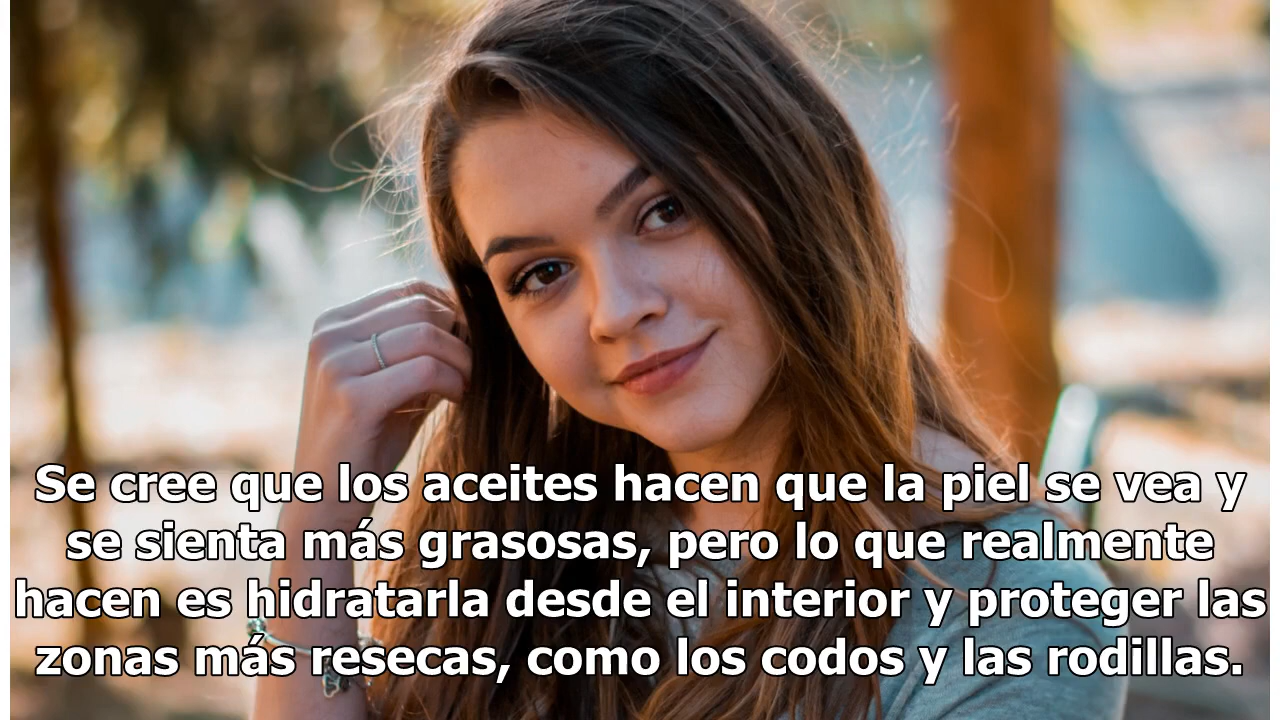 Se cree que los aceites hacen que la piel se vea y
se sienta más grasosas, pero lo que realmente
hacen es hidratarla desde el interior y proteger las
zonas más resecas, como los codos y las rodillas.